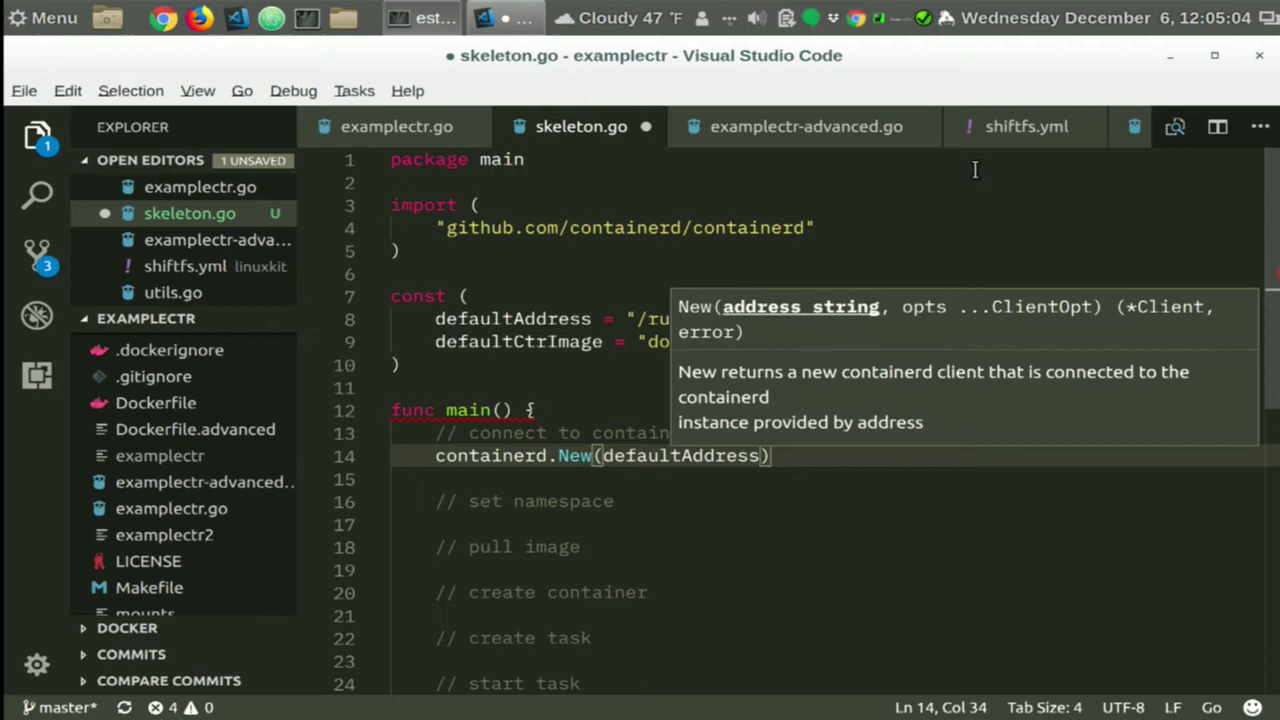 Menu
est...
...
Cloudy 47 °F
Wednesday December 6, 12:05:04
● skeleton.go - examplectr - Visual Studio Code
File Edit Selection View Go Debug Tasks Help
EXPLORER
1
3
OPEN EDITORS 1 UNSAVED
examplectr.go
skeleton.go U
examplectr-adva...
! shiftfs.yml linuxkit
utils.go
EXAMPLECTR
.dockerignore
.gitignore
Dockerfile
Dockerfile.advanced
examplectr
examplectr-advanced..
examplectr.go
examplectr2
LICENSE
Makefile
mounts
DOCKER
COMMITS
COMPARE COMMITS
examplectr.go
skeleton.go
examplectr-advanced.go
! shiftfs.yml
1 package main
2
3 import (
4 "github.com/containerd/containerd"
5 )
6
7 const (
8 defaultAddress = "/ru
9 defaultCtrImage = "do
10 )
11
12 func main() {
13 // connect to contain
14 containerd.New(defaultAddress)
15
16 // set namespace
17
18 // pull image
19
20 // create container
21
22 // create task
23
24 // start task
New(address string, opts ...ClientOpt) (*Client,
error)
New returns a new containerd client that is connected to the
containerd
instance provided by address
master* 4 0
Ln 14, Col 34 Tab Size: 4 UTF-8 LF Go